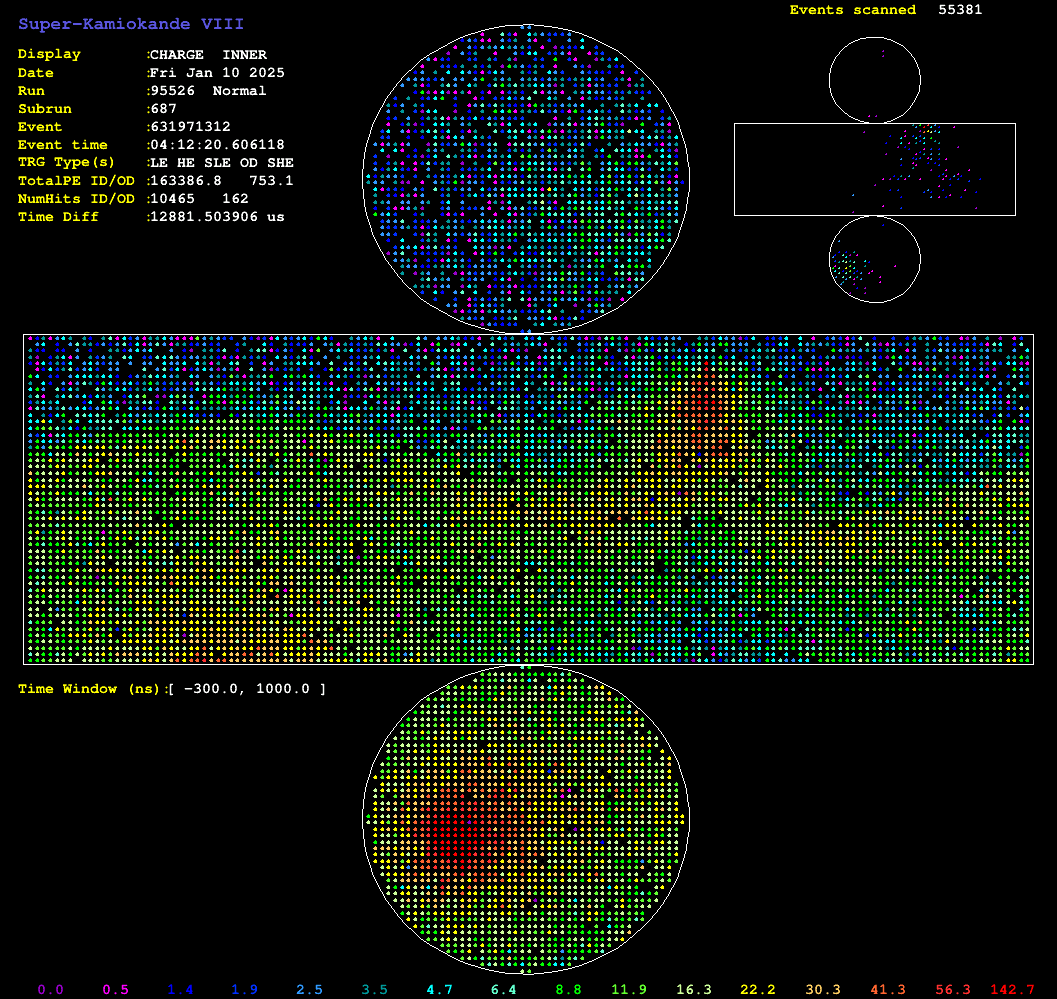 Super-Kamiokande VIII
Events scanned 55381
Display :CHARGE INNER
Date :Fri Jan 10 2025
Run :95526 Normal
Subrun :687
Event :631971312
Event time :04:12:20.606118
TRG Type(s) :LE HE SLE OD SHE
TotalPE ID/OD :163386.8 753.1
NumHits ID/OD :10465 162
Time Diff :12881.503906 us
Time Window (ns):[ -300.0, 1000.0 ]
0.0 0.5 1.4 1.9 2.5 3.5 4.7 6.4 8.8 11.9 16.3 22.2 30.3 41.3 56.3 142.7